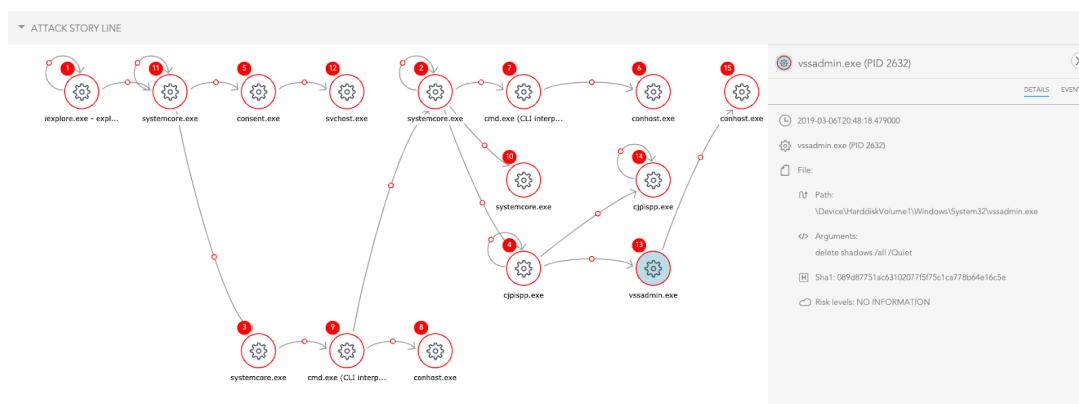 ATTACK STORY LINE
1
11
5
12
2
7
6
15
iexplore.exe - expl...
systemcore.exe
consent.exe
svchost.exe
systemcore.exe
cmd.exe (CLI interp...
conhost.exe
conhost.exe
10
14
systemcore.exe
cjpispp.exe
4
13
cjpispp.exe
vssadmin.exe
3
9
8
systemcore.exe
cmd.exe (CLI interp...
conhost.exe
vssadmin.exe (PID 2632)
DETAILS EVENT
2019-03-06T20:48:18.479000
vssadmin.exe (PID 2632)
File:
Path:
\Device\HarddiskVolume1\Windows\System32\vssadmin.exe
Arguments:
delete shadows /all /Quiet
Sha1: 089d87751ac63102077f5f75c1ca778b64e16c5e
Risk levels: NO INFORMATION